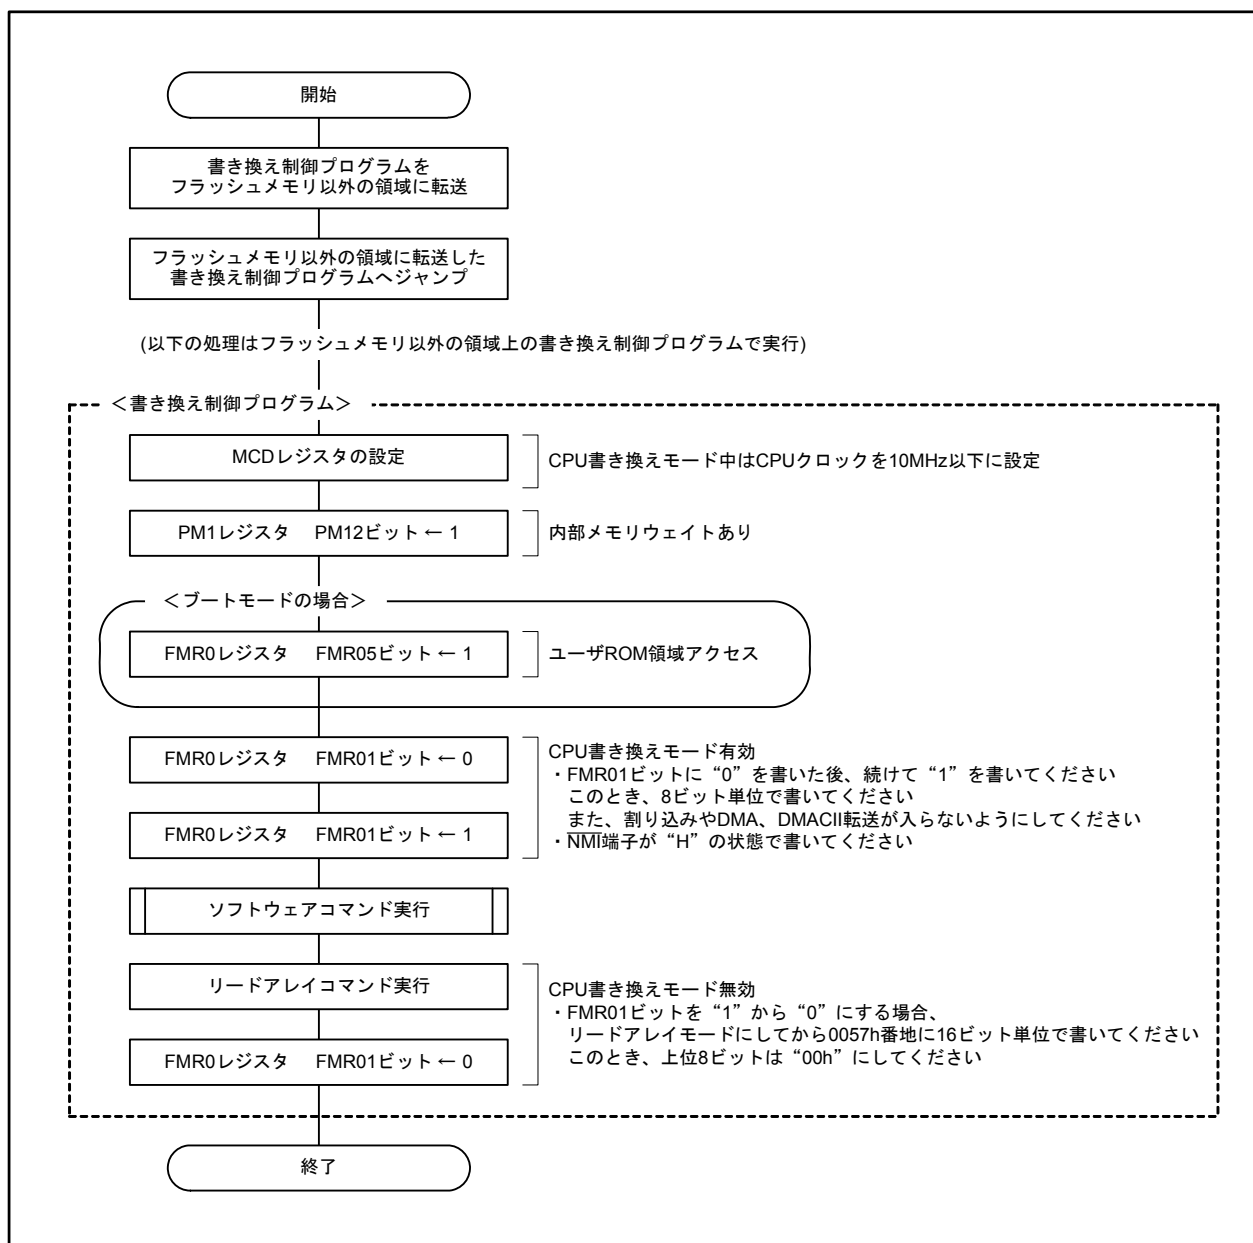 開始
書き換え制御プログラムを
フラッシュメモリ以外の領域に転送
フラッシュメモリ以外の領域に転送した
書き換え制御プログラムへジャンプ
(以下の処理はフラッシュメモリ以外の領域上の書き換え制御プログラムで実行)
＜書き換え制御プログラム＞
MCDレジスタの設定
CPU書き換えモード中はCPUクロックを10MHz以下に設定
PM1レジスタ PM12ビット ← 1
内部メモリウェイトあり
＜ブートモードの場合＞
FMR0レジスタ FMR05ビット ← 1
ユーザROM領域アクセス
FMR0レジスタ FMR01ビット ← 0
FMR0レジスタ FMR01ビット ← 1
CPU書き換えモード有効
・FMR01ビットに“0”を書いた後、続けて“1”を書いてください
このとき、8ビット単位で書いてください
また、割り込みやDMA、DMACII転送が入らないようにしてください
・NMI端子が“H”の状態で書いてください
ソフトウェアコマンド実行
リードアレイコマンド実行
FMR0レジスタ FMR01ビット ← 0
CPU書き換えモード無効
・FMR01ビットを“1”から“0”にする場合、
リードアレイモードにしてから0057h番地に16ビット単位で書いてください
このとき、上位8ビットは“00h”にしてください
終了